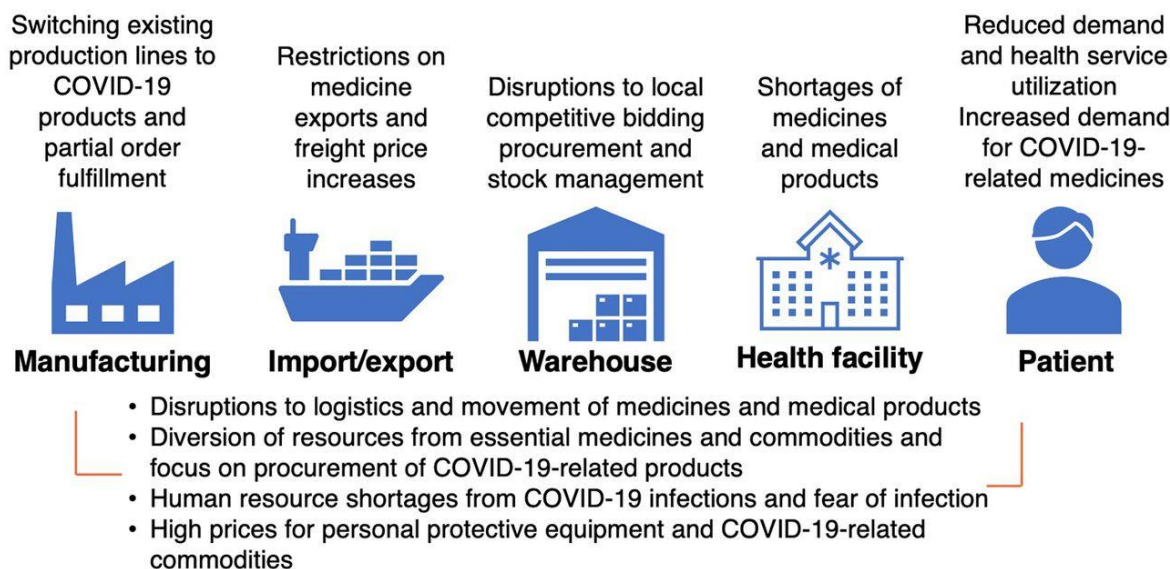 Switching existing
production lines to
COVID-19
products and
partial order
fulfillment
Restrictions on
medicine
exports and
freight price
increases
Disruptions to local
competitive bidding
procurement and
stock management
Shortages of
medicines
and medical
products
Reduced demand
and health service
utilization
Increased demand
for COVID-19-
related medicines
Manufacturing
Import/export
Warehouse
Health facility
Patient
• Disruptions to logistics and movement of medicines and medical products
• Diversion of resources from essential medicines and commodities and
focus on procurement of COVID-19-related products
• Human resource shortages from COVID-19 infections and fear of infection
• High prices for personal protective equipment and COVID-19-related
commodities